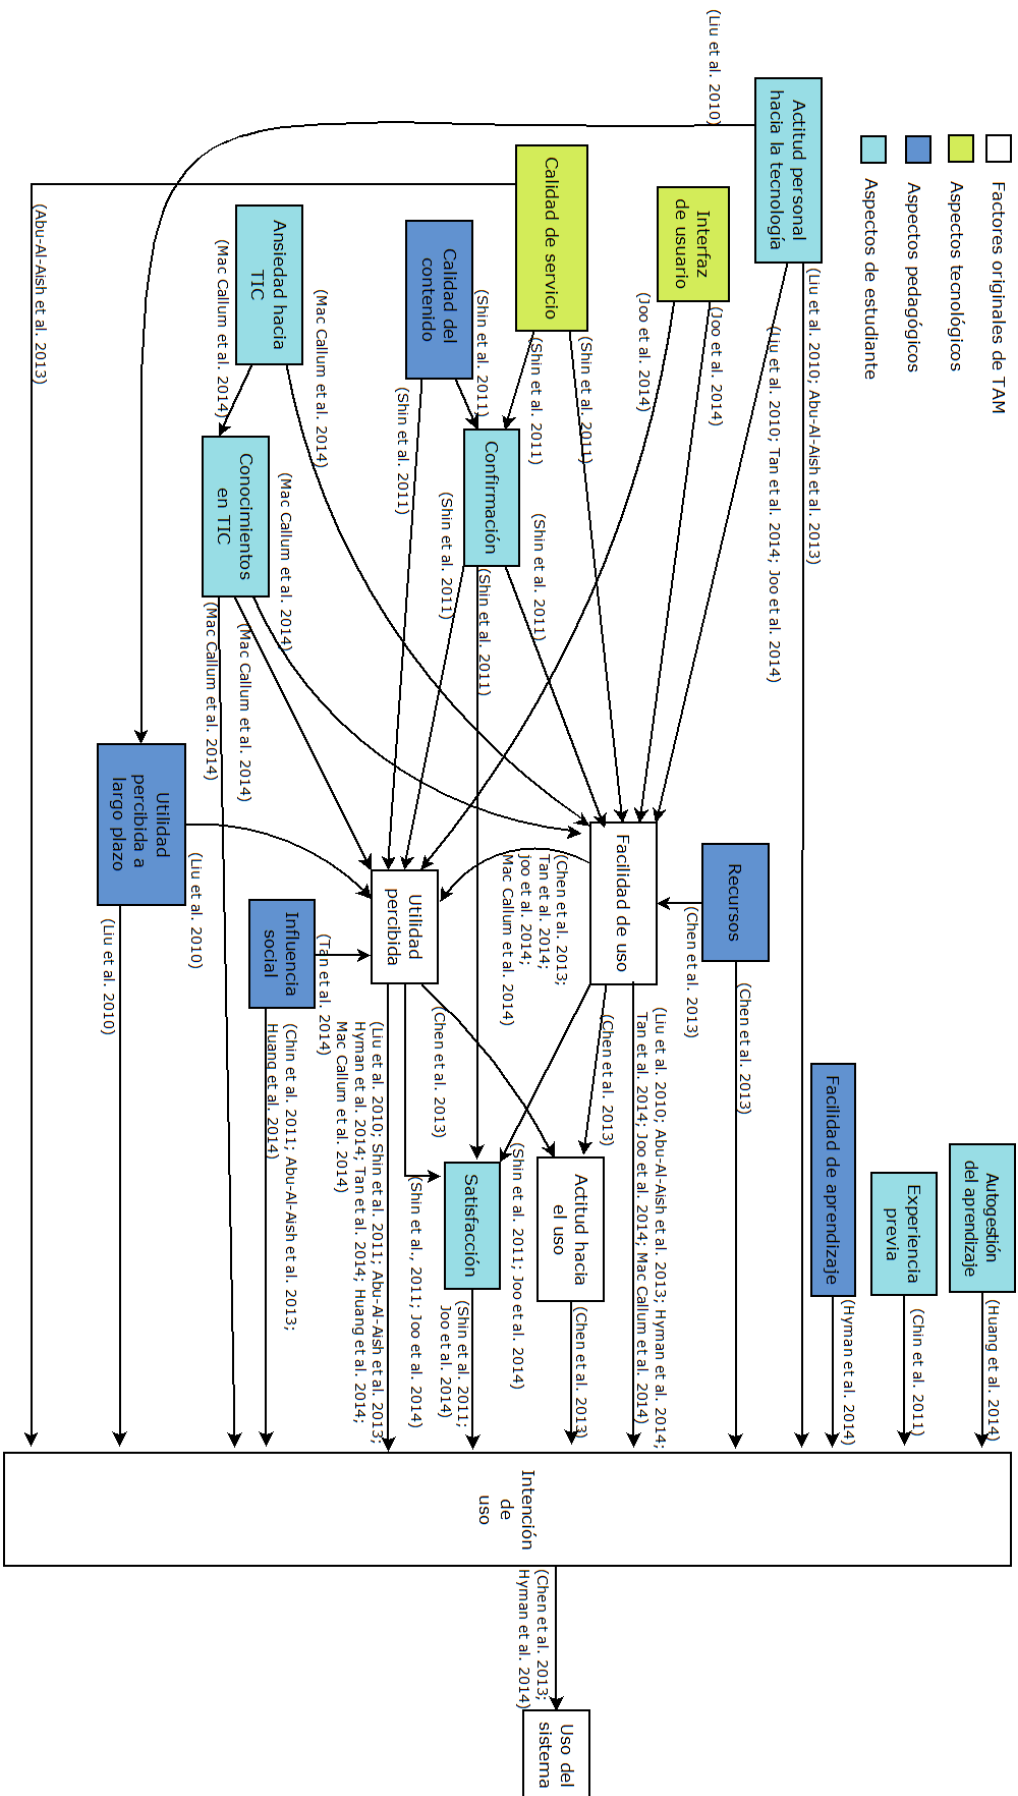 Factores originales de TAM
Aspectos tecnológicos
Aspectos pedagógicos
Aspectos de estudiante
Autogestión
del aprendizaje
(Huang et al. 2014)
Experiencia
previa
(Chin et al. 2011)
Facilidad de aprendizaje
(Hyman et al. 2014)
Actitud personal
hacia la tecnología
(Liu et al. 2010; Abu-Al-Aish et al. 2013)
(Liu et al. 2010; Tan et al. 2014; Joo et al. 2014)
(Liu et al. 2010)
Recursos
(Chen et al. 2013)
(Chen et al. 2013)
Interfaz
de usuario
(Joo et al. 2014)
(Joo et al. 2014)
Facilidad de uso
(Liu et al. 2010; Abu-Al-Aish et al. 2013; Hyman et al. 2014;
Tan et al. 2014; Joo et al. 2014; Mac Callum et al. 2014)
(Chen et al. 2013)
(Chen et al. 2013;
Tan et al. 2014;
joo et al. 2014;
Mac Callum et al. 2014)
(Shin et al. 2011; Joo et al. 2014)
Calidad de servicio
(Shin et al. 2011)
(Shin et al. 2011)
(Abu-Al-Aish et al. 2013)
Actitud hacia
el uso
(Chen et al. 2013)
Confirmación
(Shin et al. 2011)
(Shin et al. 2011)
(Shin et al. 2011)
Satisfacción
(Shin et al. 2011;
Joo et al. 2014)
Calidad del
contenido
(Shin et al. 2011)
(Shin et al. 2011)
Utilidad
percibida
(Chen et al. 2013)
(Shin et al., 2011; Joo et al. 2014)
(Liu et al. 2010; Shin et al. 2011; Abu-Al-Aish et al. 2013;
Hyman et al. 2014; Tan et al. 2014; Huang et al. 2014;
Mac Callum et al. 2014)
Ansiedad hacia
TIC
(Mac Callum et al. 2014)
(Mac Callum et al. 2014)
Influencia
social
(Tan et al. 2014)
(Chin et al. 2011; Abu-Al-Aish et al. 2013;
Huang et al. 2014)
Conocimientos
en TIC
(Mac Callum et al. 2014)
(Mac Callum et al. 2014)
(Mac Callum et al. 2014)
Utilidad
percibida a
largo plazo
(Liu et al. 2010)
(Liu et al. 2010)
Intención
de
uso
(Chen et al. 2013;
Hyman et al. 2014)
Uso del
sistema